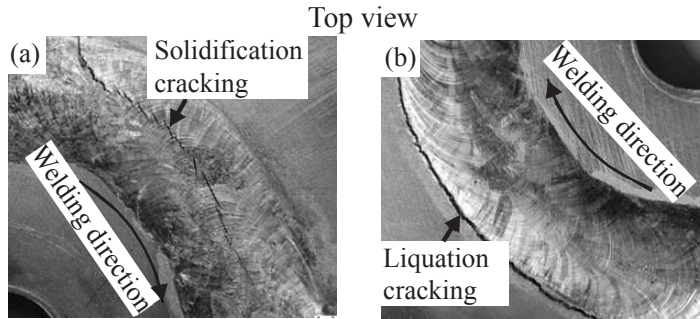 Top view
(a)
Solidification
cracking
Welding direction
(b)
Welding direction
Liquation
cracking